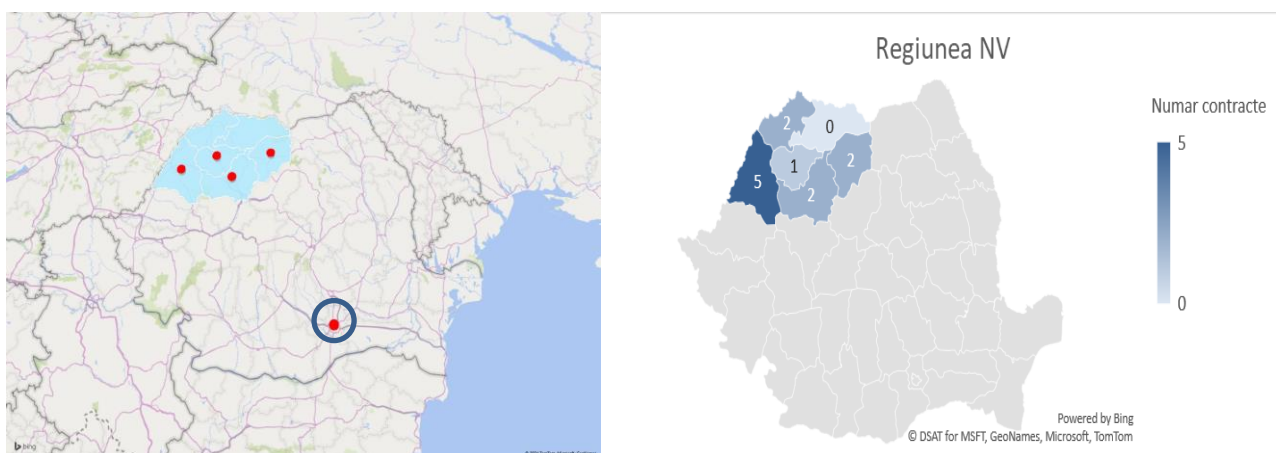 bing
Regiunea NV
Numar contracte
5
0
2
0
1
2
5
2
Powered by Bing
© DSAT for MSFT, GeoNames, Microsoft, TomTom